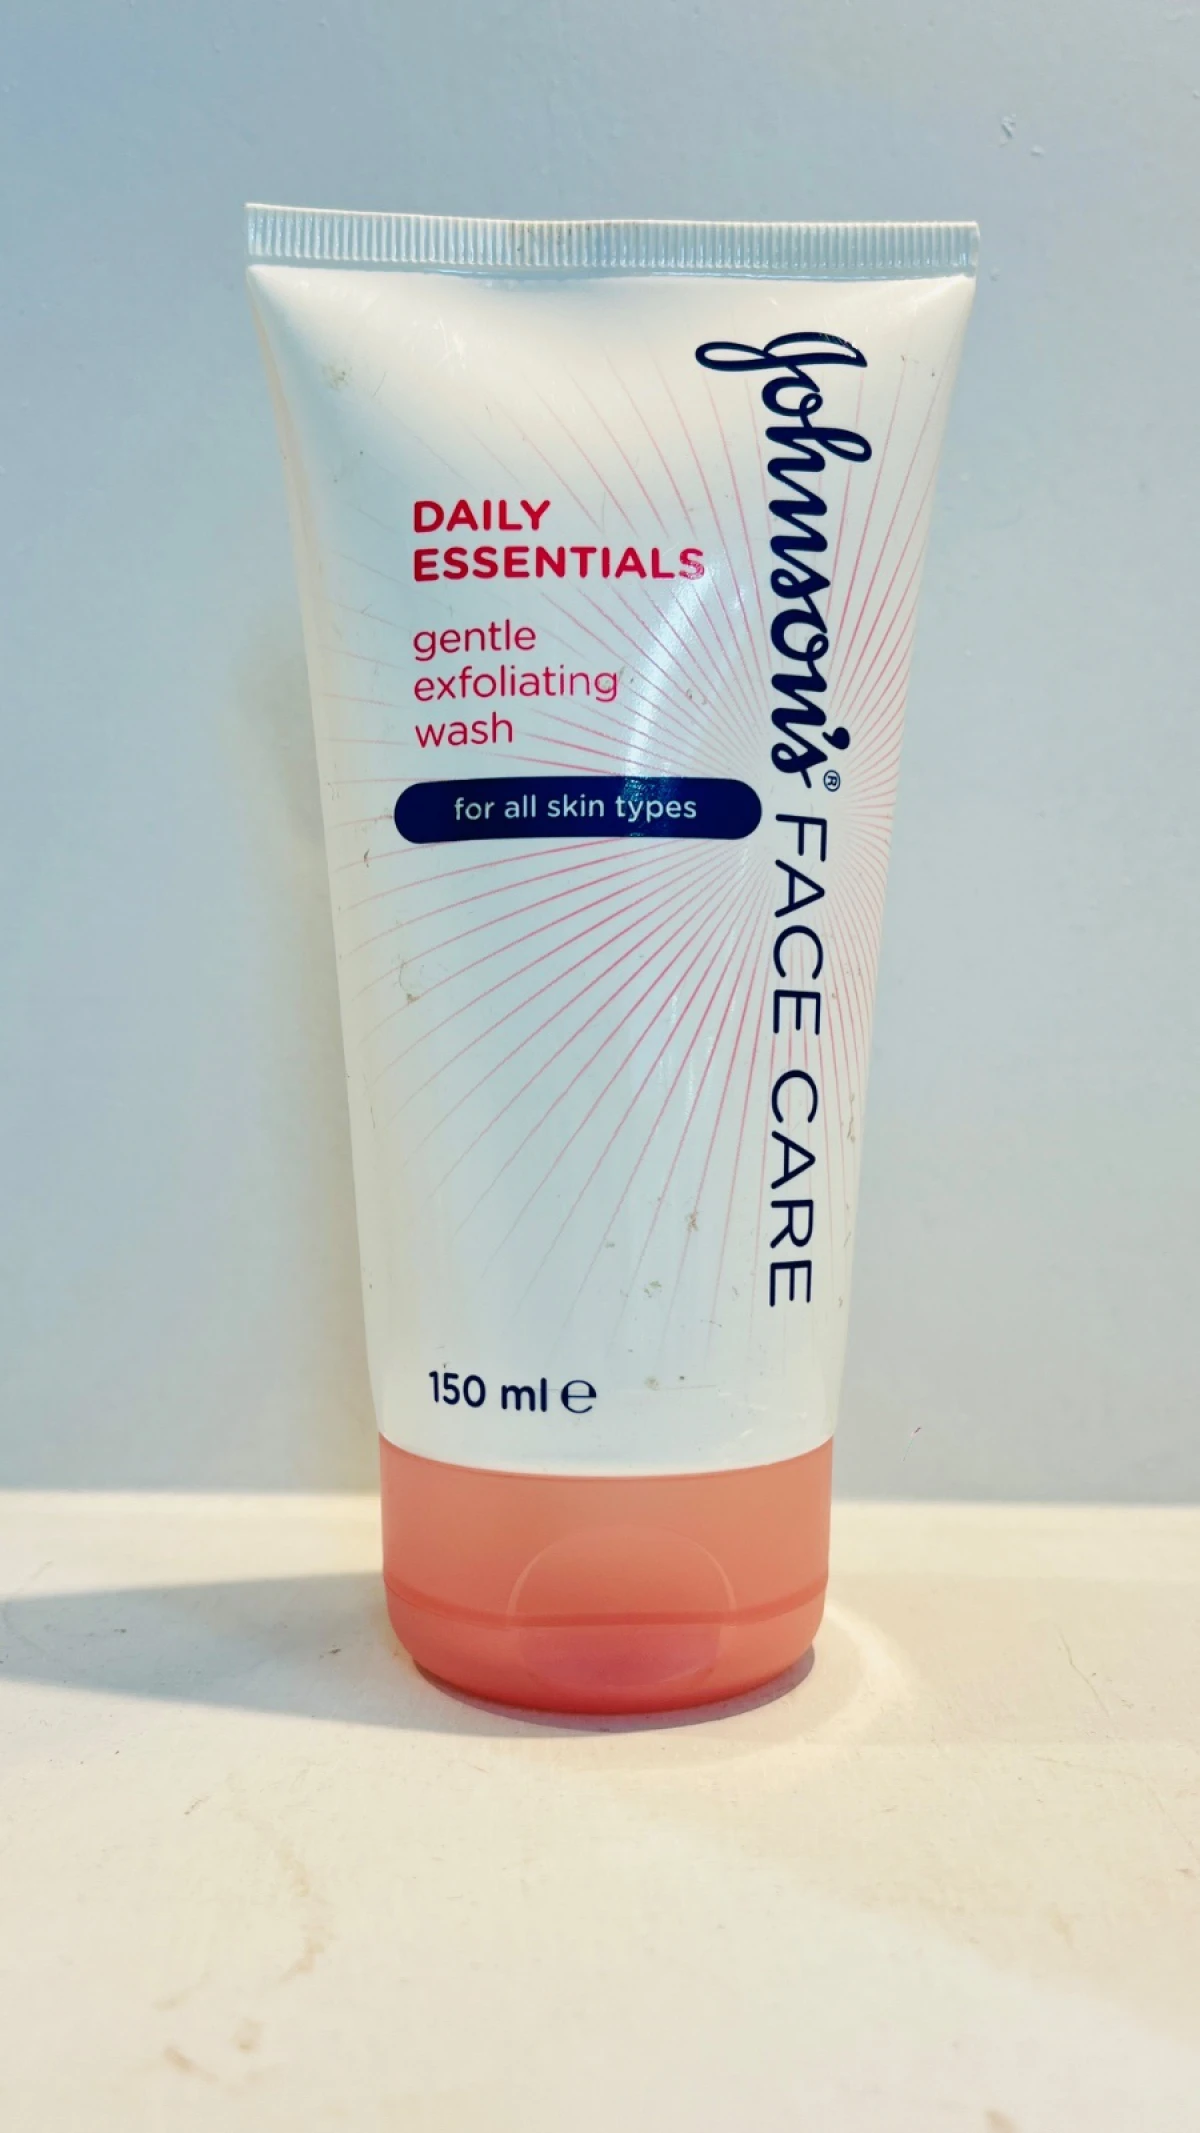 Johnson's® FACE CARE
DAILY
ESSENTIALS
gentle
exfoliating
wash
for all skin types
150 ml ℮